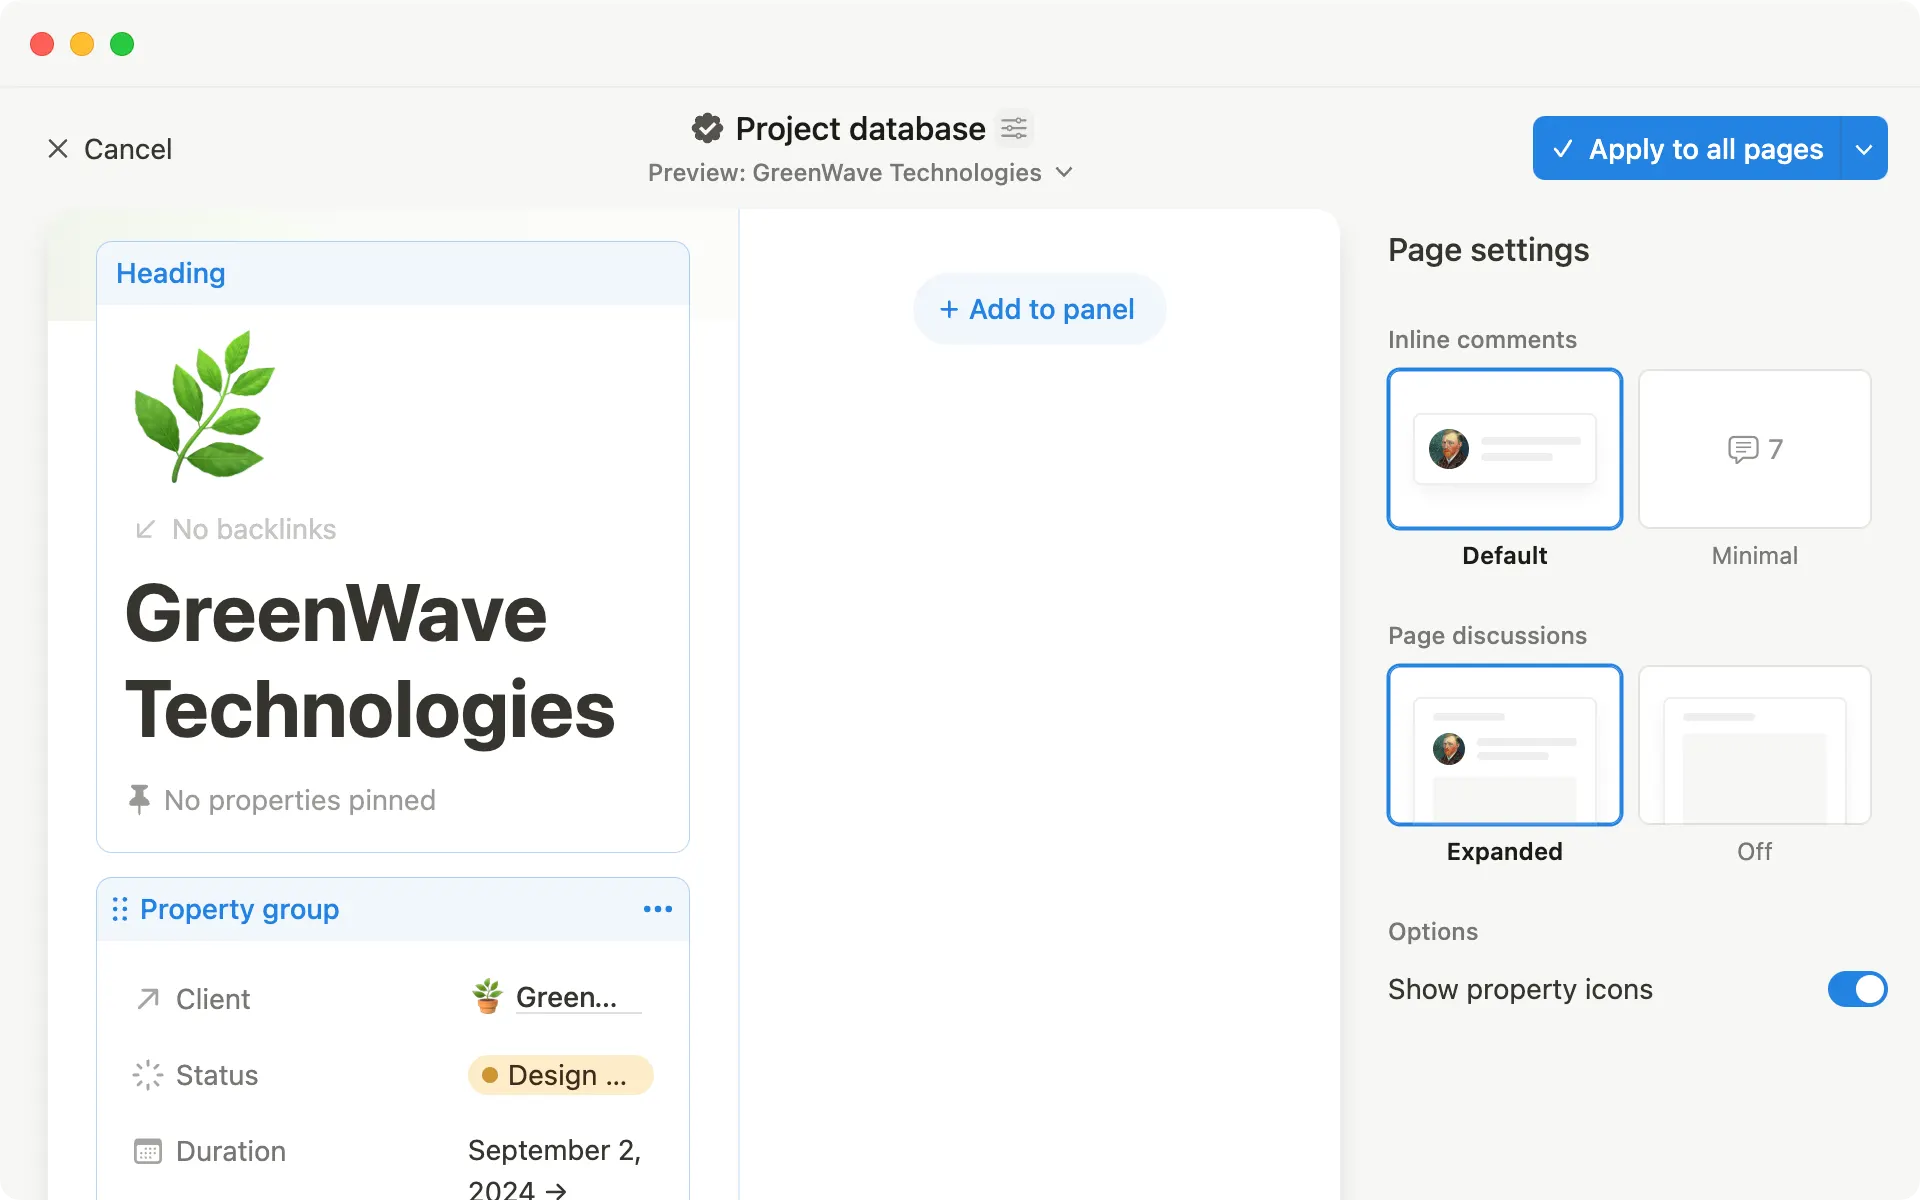 Cancel
Project database
Preview: GreenWave Technologies
Apply to all pages
Heading
No backlinks
GreenWave
Technologies
No properties pinned
Property group
Client
Green...
Status
Design ...
Duration
September 2,
2024 →
+ Add to panel
Page settings
Inline comments
7
Default
Minimal
Page discussions
Expanded
Off
Options
Show property icons